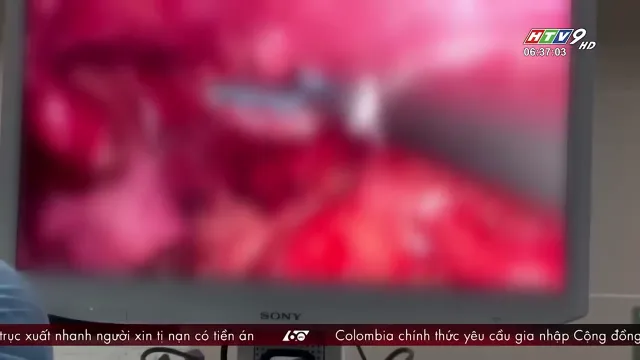 HTV9 HD
06:37:03
SONY
trục xuất nhanh người xin tị nạn có tiền án 60 Colombia chính thức yêu cầu gia nhập Cộng đồng